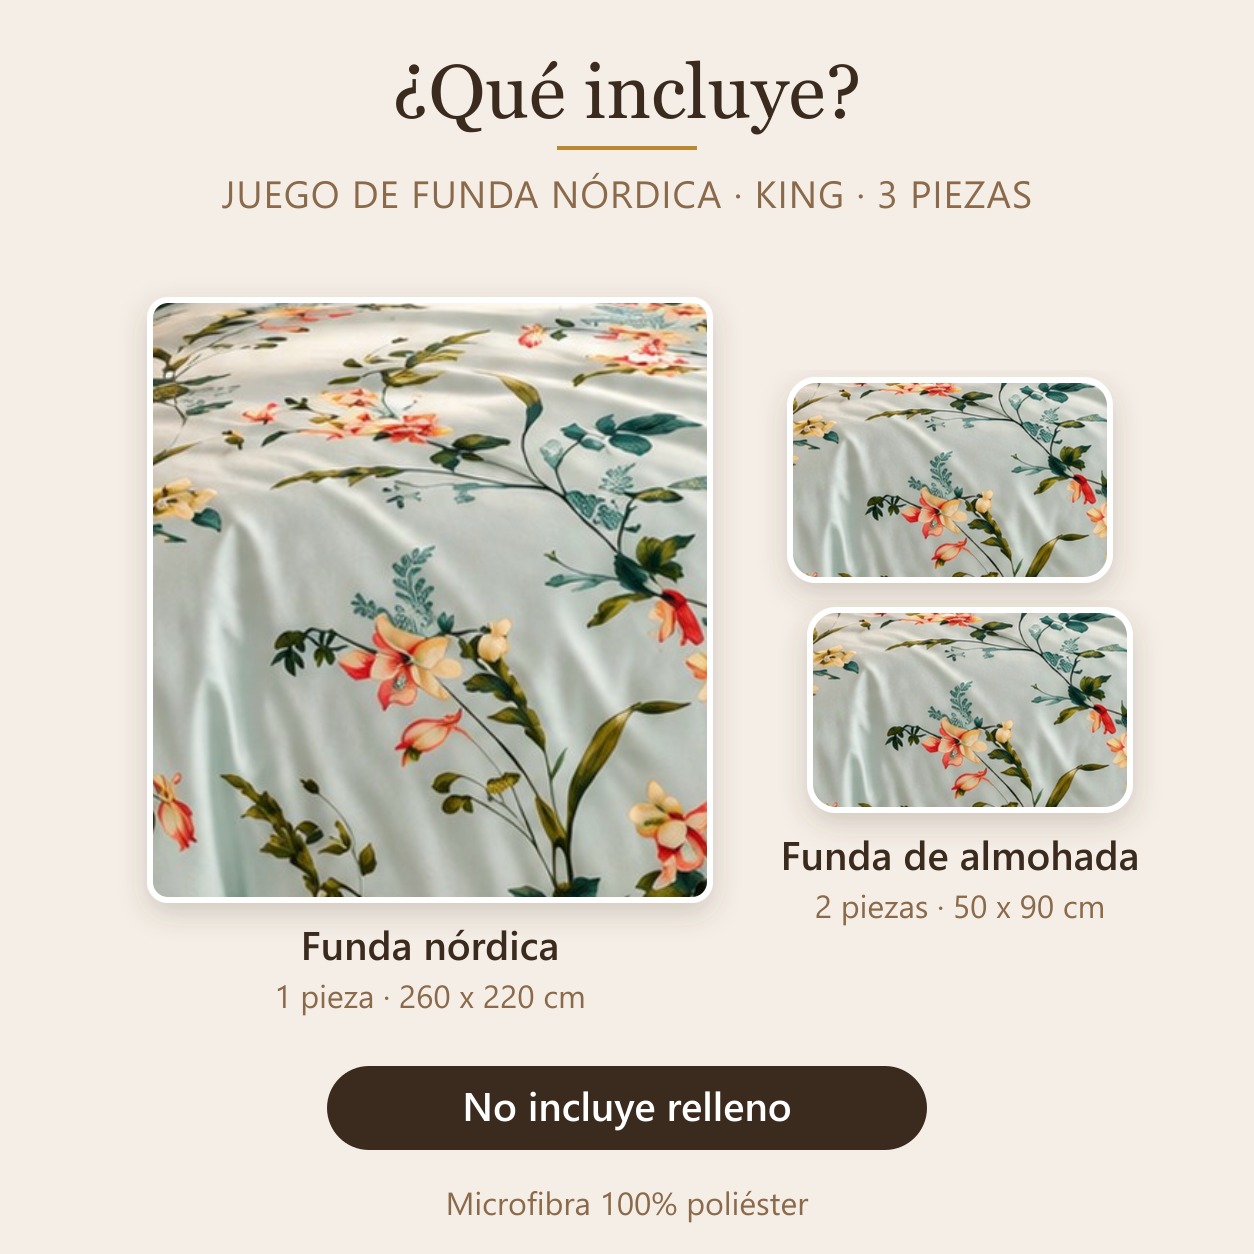 ¿Qué incluye?
JUEGO DE FUNDA NÓRDICA · KING · 3 PIEZAS
Funda de almohada
2 piezas · 50 x 90 cm
Funda nórdica
1 pieza · 260 x 220 cm
No incluye relleno
Microfibra 100% poliéster